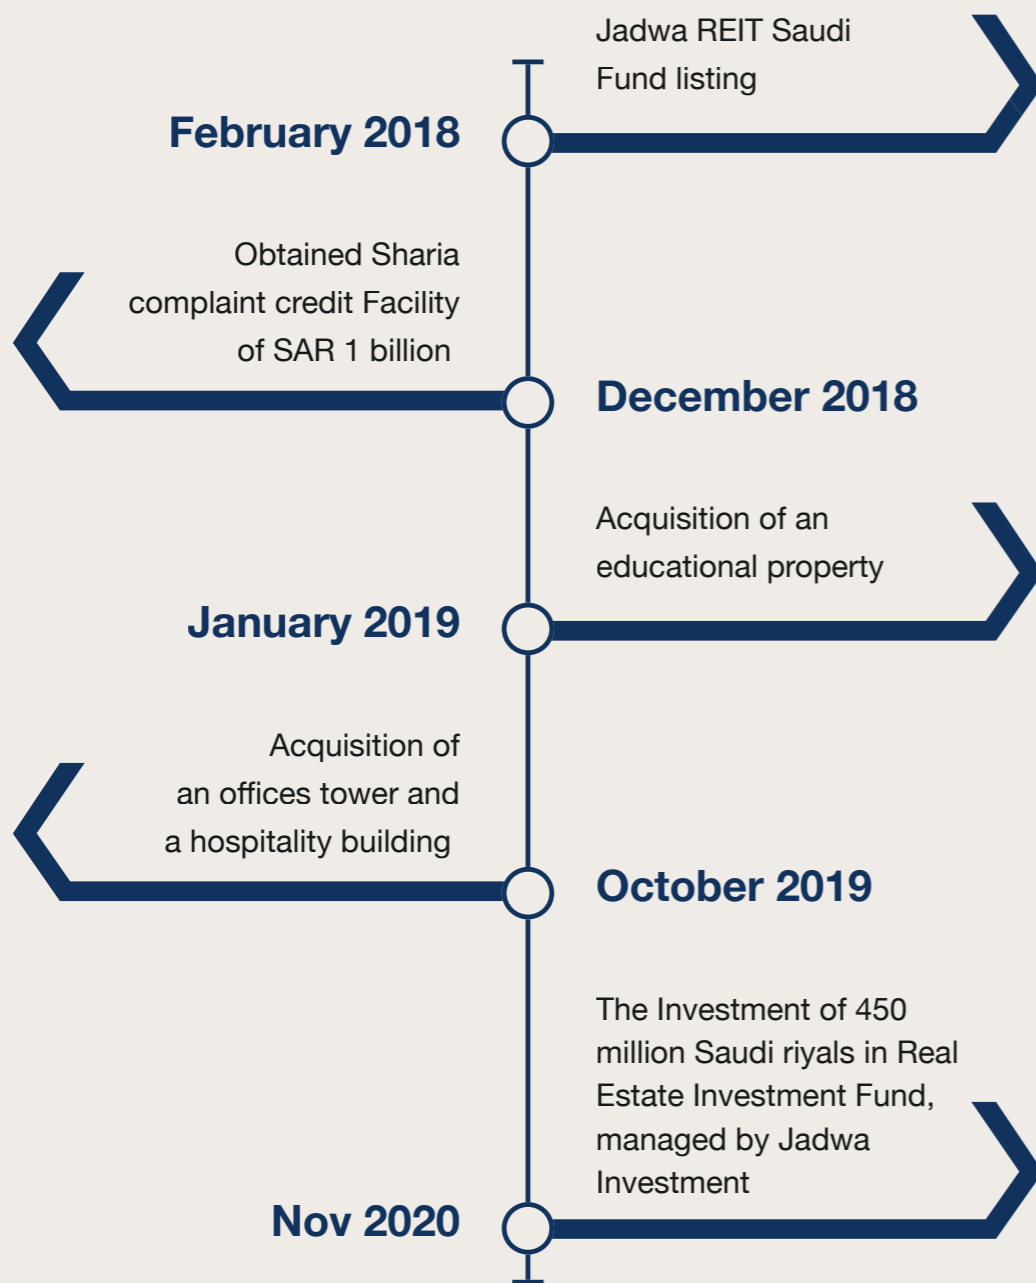 Jadwa REIT Saudi
Fund listing
February 2018
Obtained Sharia
complaint credit Facility
of SAR 1 billion
December 2018
Acquisition of an
educational property
January 2019
Acquisition of
an offices tower and
a hospitality building
October 2019
The Investment of 450
million Saudi riyals in Real
Estate Investment Fund,
managed by Jadwa
Investment
Nov 2020